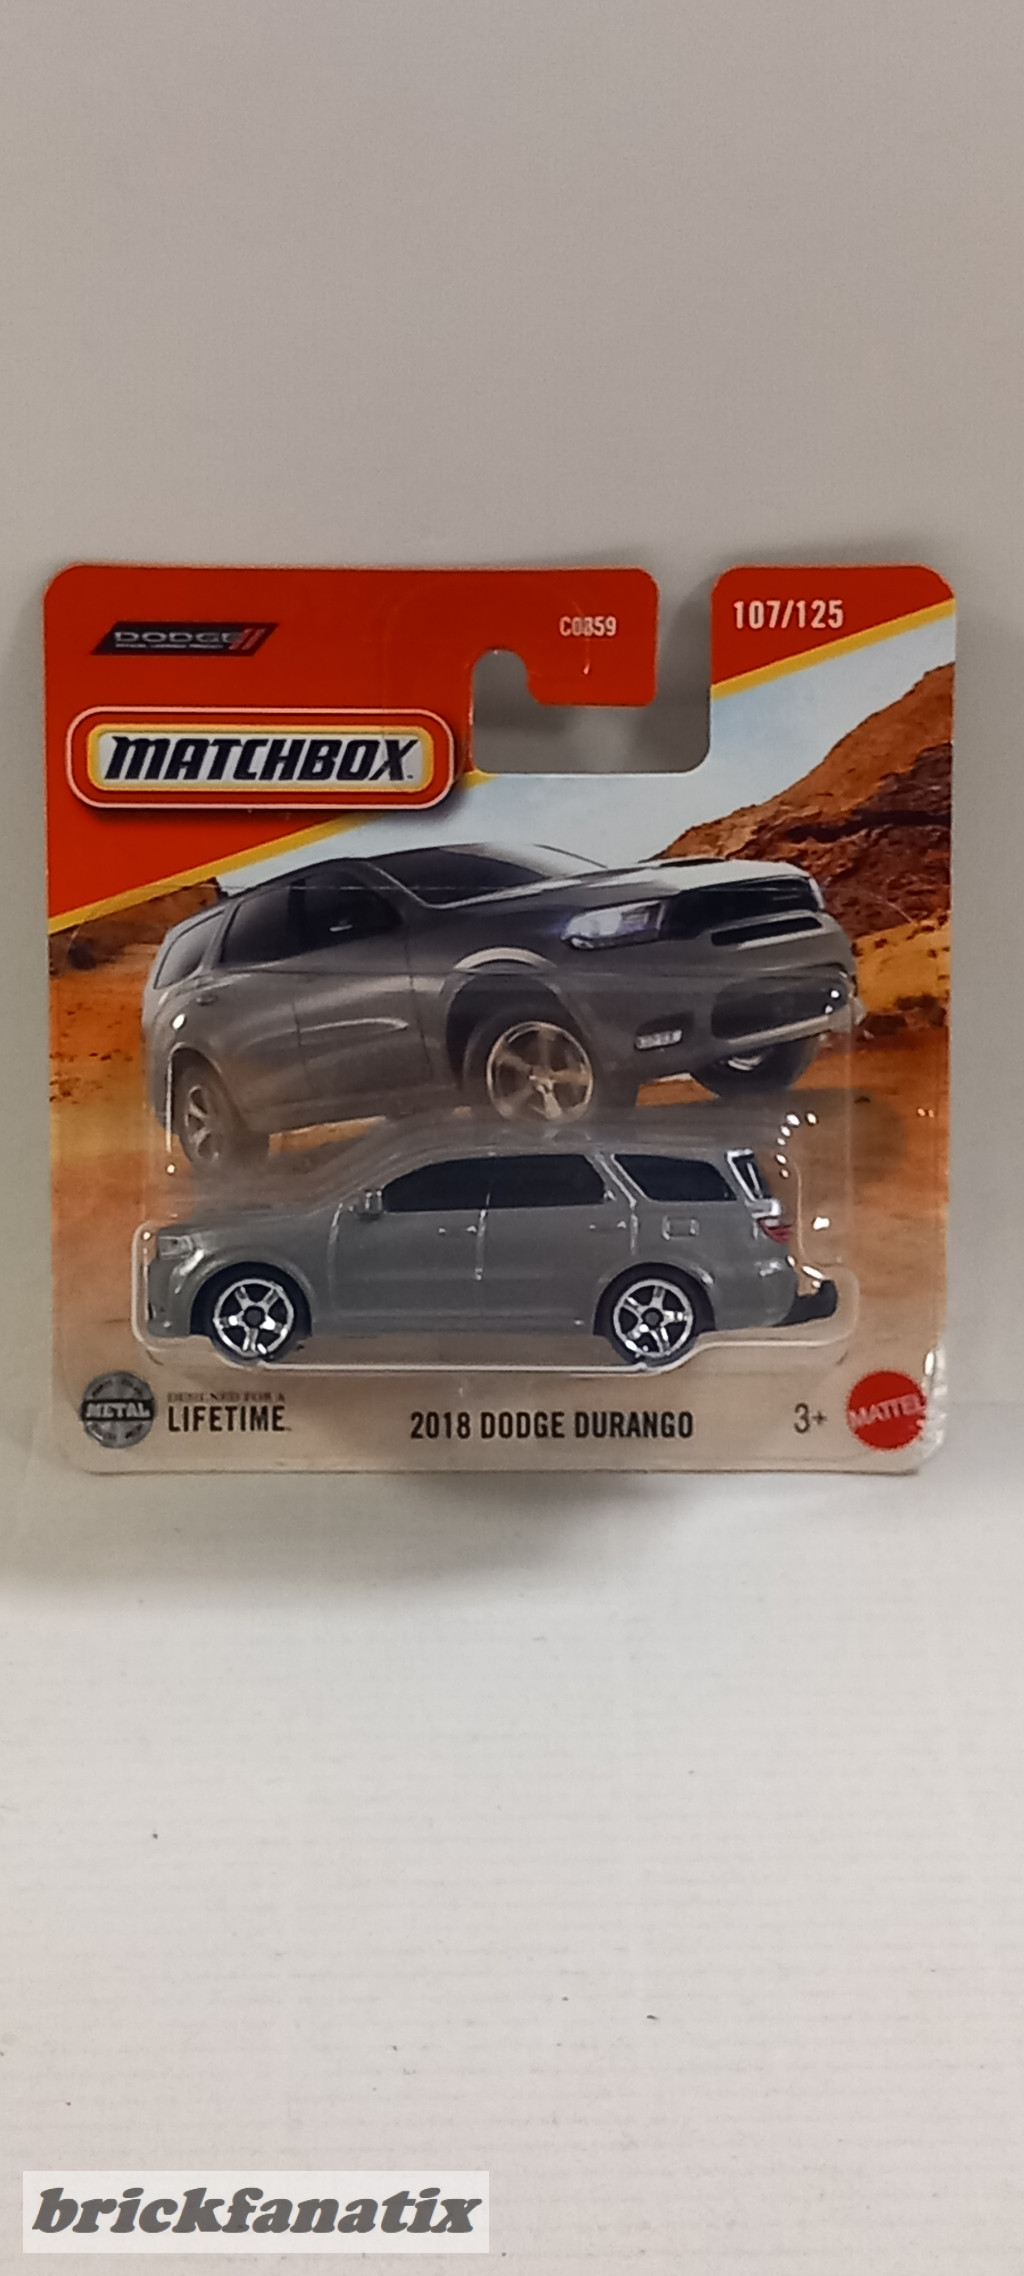 DODGE
C0859
107/125
MATCHBOX
METAL
DESIGNED FOR A
LIFETIME
2018 DODGE DURANGO
3+
MATTEL
brickfanatix